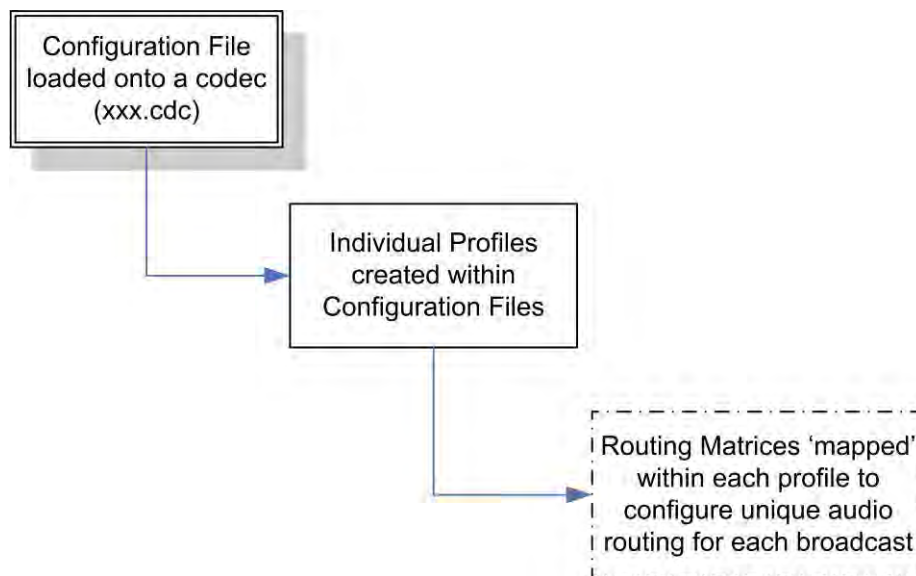 Configuration File
loaded onto a codec
(xxx.cdc)
Individual Profiles
created within
Configuration Files
Routing Matrices ‘mapped’
within each profile to
configure unique audio
routing for each broadcast